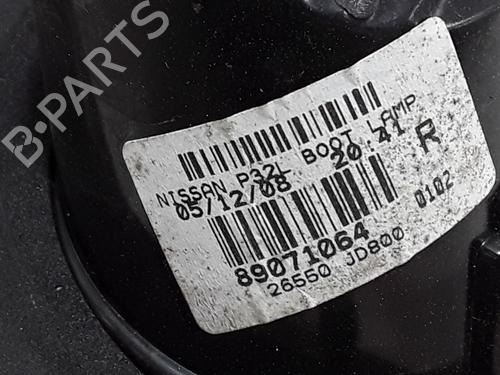 B-PARTS
NISSAN P32L BOOT LAMP
05/12/08 20:41
R
89071064
0102
26550 JD800